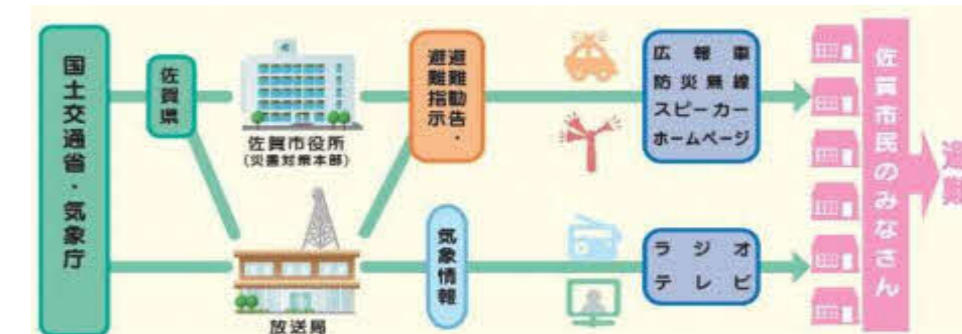 国土交通省・気象庁
佐賀県
佐賀市役所
(災害対策本部)
放送局
避難勧告・
避難指示
気象情報
広報車
防災無線
スピーカー
ホームページ
ラジオ
テレビ
佐賀市民のみなさん
避難